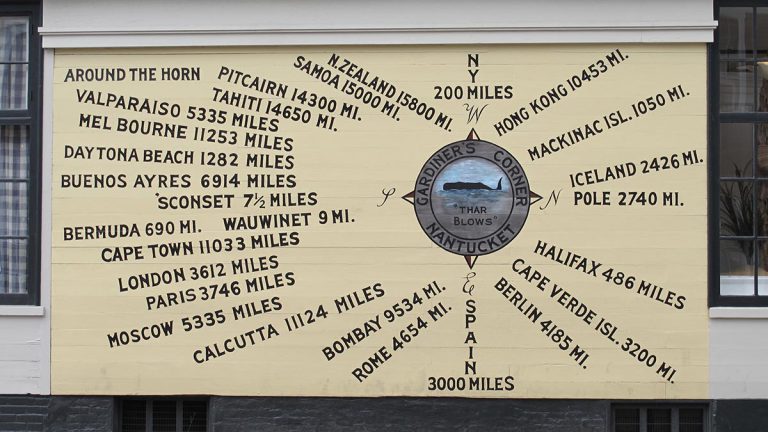 AROUND THE HORN
PITCAIRN 14300 MI.
TAHITI 14650 MI.
SAMOA 15000 MI.
N. ZEALAND 15800 MI.
VALPARAISO 5335 MILES
MEL BOURNE 11253 MILES
DAYTONA BEACH 1282 MILES
BUENOS AYRES 6914 MILES
'SCONSET 7½ MILES
BERMUDA 690 MI.
WAUWINET 9 MI.
CAPE TOWN 11033 MILES
LONDON 3612 MILES
PARIS 3746 MILES
MOSCOW 5335 MILES
CALCUTTA 11124 MILES
BOMBAY 9534 MI.
ROME 4654 MI.
NY
200 MILES
W
S
N
E
GARDINER'S CORNER
"THAR
BLOWS"
NANTUCKET
SPAIN
3000 MILES
HONG KONG 10453 MI.
MACKINAC ISL. 1050 MI.
ICELAND 2426 MI.
POLE 2740 MI.
HALIFAX 486 MILES
CAPE VERDE ISL. 3200 MI.
BERLIN 4185 MI.